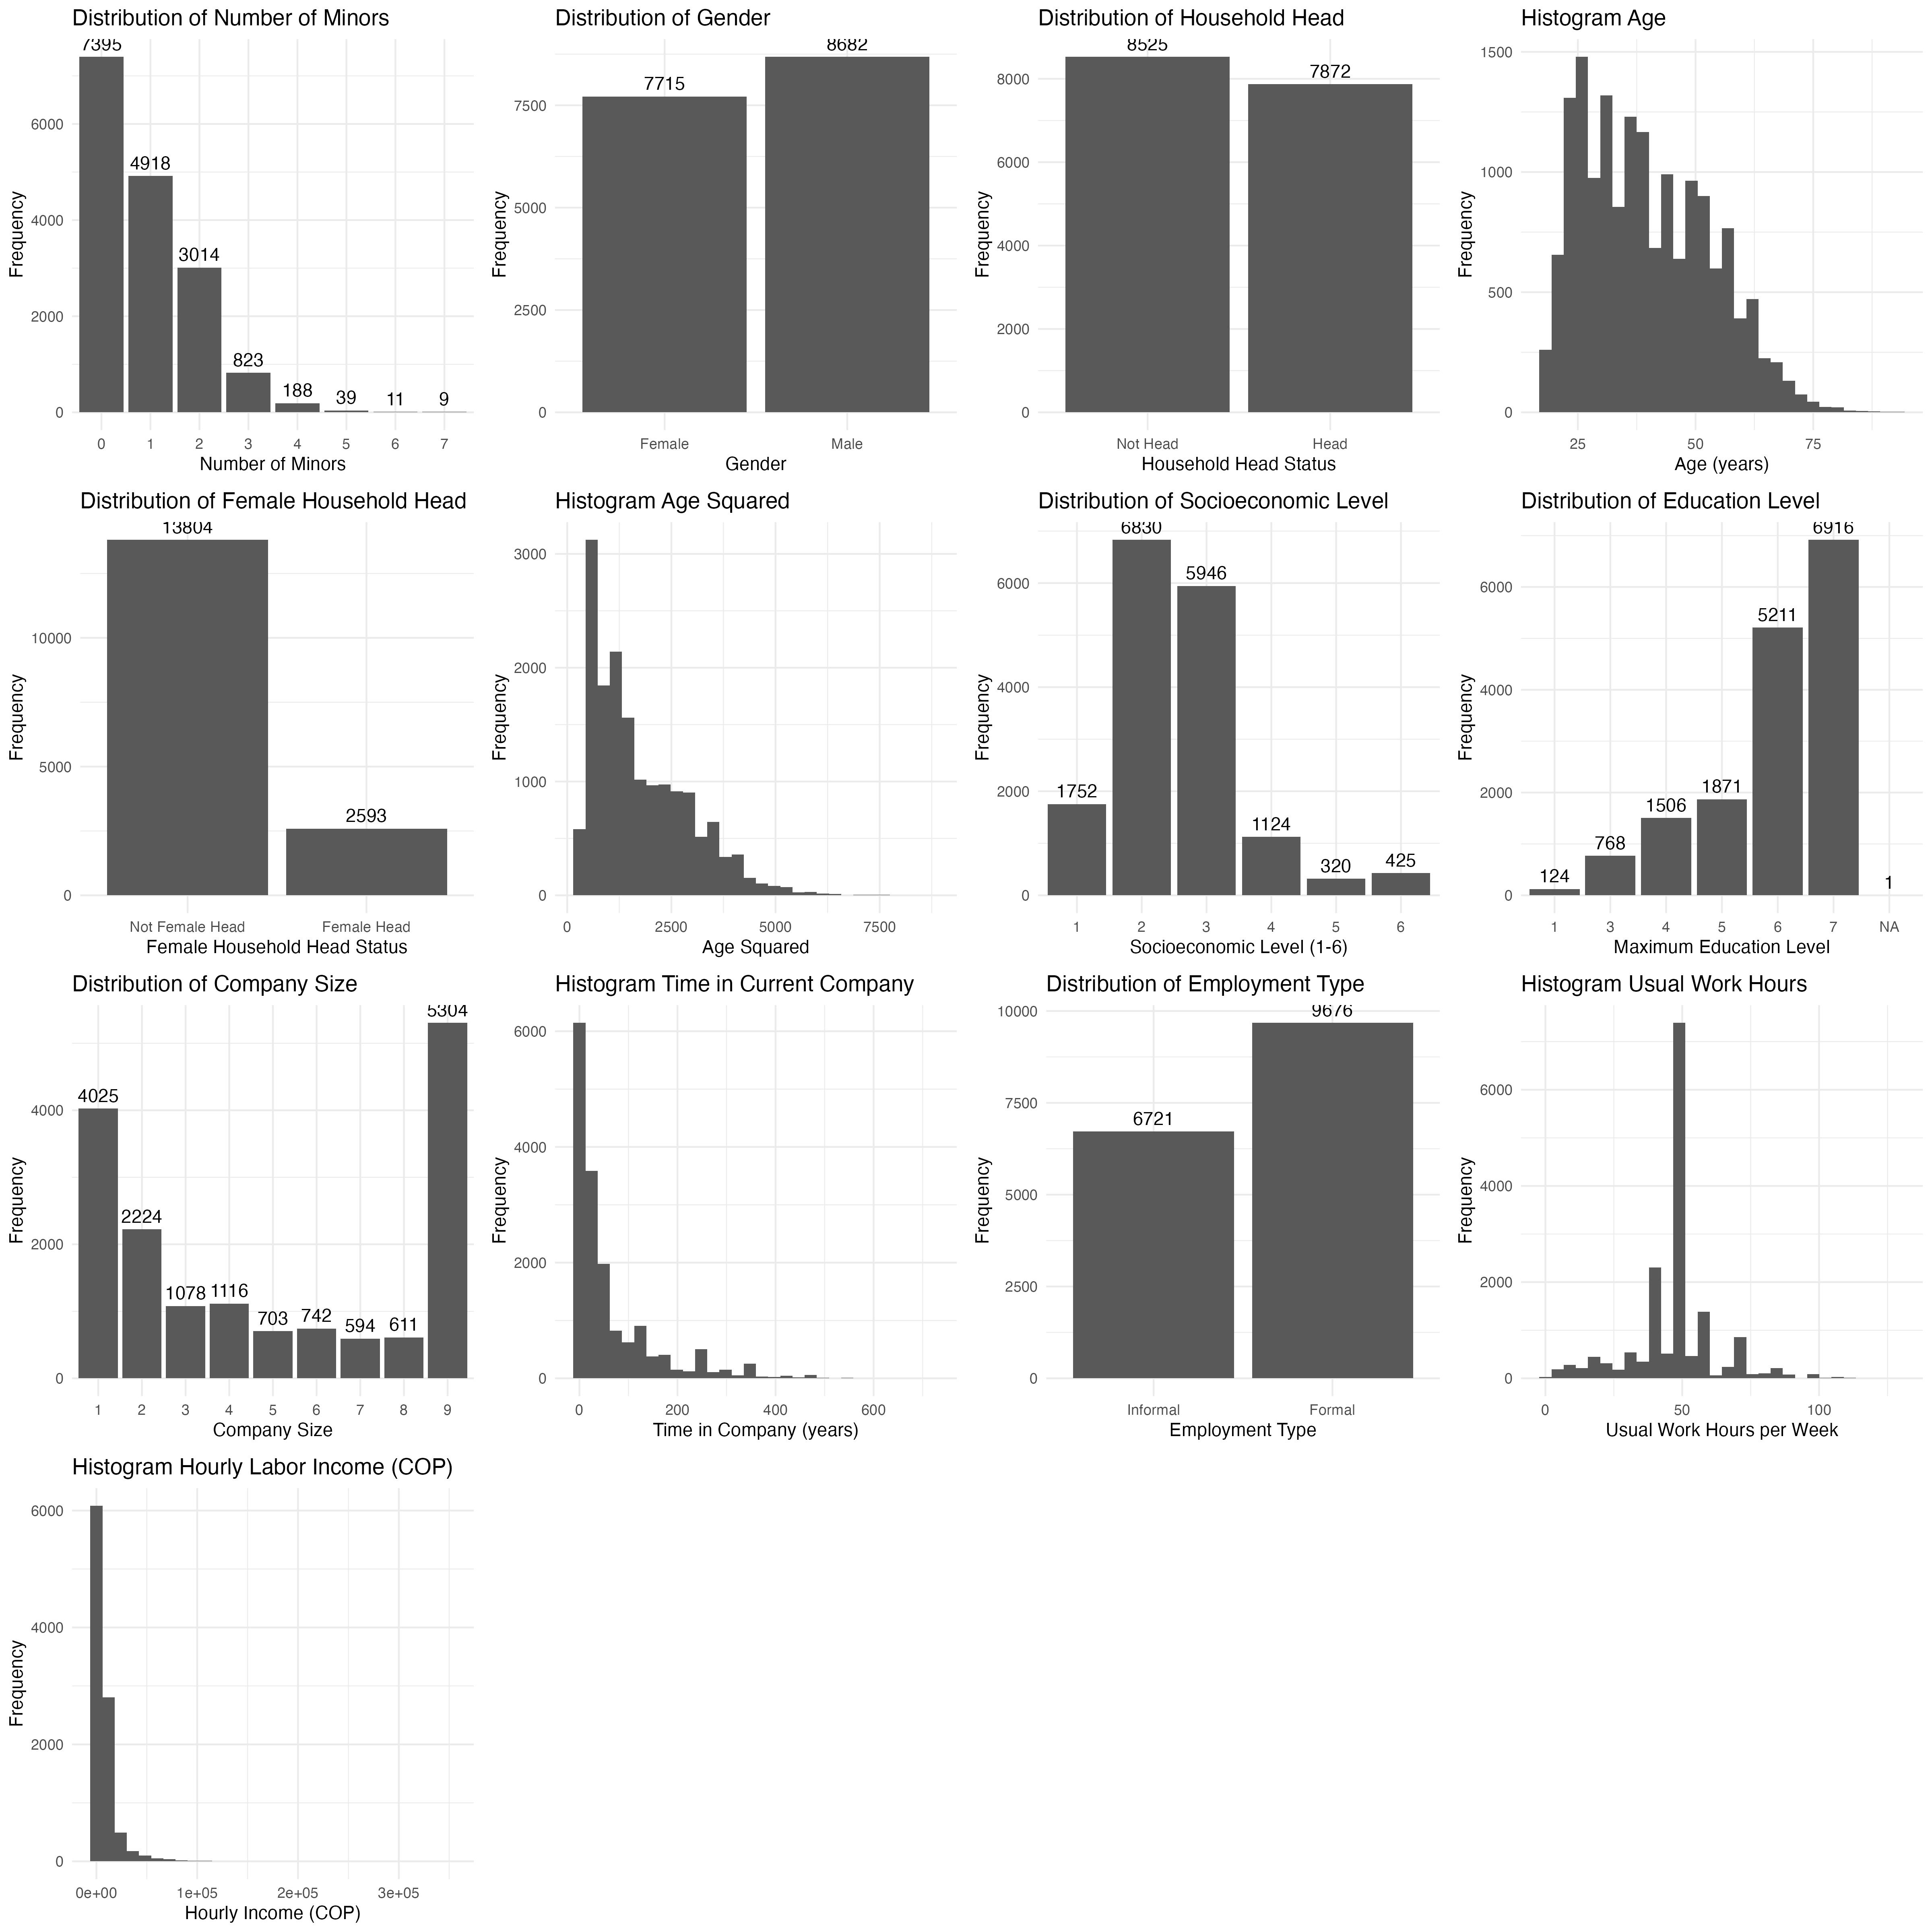 Distribution of Number of Minors
7395
4918
3014
823
188
39
11
9
6000
4000
2000
0
Frequency
0 1 2 3 4 5 6 7
Number of Minors
Distribution of Gender
7715
8682
7500
5000
2500
0
Frequency
Female Male
Gender
Distribution of Household Head
8525
7872
8000
6000
4000
2000
0
Frequency
Not Head Head
Household Head Status
Histogram Age
1500
1000
500
0
Frequency
25 50 75
Age (years)
Distribution of Female Household Head
13804
2593
10000
5000
0
Frequency
Not Female Head Female Head
Female Household Head Status
Histogram Age Squared
3000
2000
1000
0
Frequency
0 2500 5000 7500
Age Squared
Distribution of Socioeconomic Level
1752
6830
5946
1124
320
425
6000
4000
2000
0
Frequency
1 2 3 4 5 6
Socioeconomic Level (1-6)
Distribution of Education Level
124
768
1506
1871
5211
6916
1
6000
4000
2000
0
Frequency
1 3 4 5 6 7 NA
Maximum Education Level
Distribution of Company Size
4025
2224
1078
1116
703
742
594
611
5304
4000
2000
0
Frequency
1 2 3 4 5 6 7 8 9
Company Size
Histogram Time in Current Company
6000
4000
2000
0
Frequency
0 200 400 600
Time in Company (years)
Distribution of Employment Type
6721
9676
10000
7500
5000
2500
0
Frequency
Informal Formal
Employment Type
Histogram Usual Work Hours
6000
4000
2000
0
Frequency
0 50 100
Usual Work Hours per Week
Histogram Hourly Labor Income (COP)
6000
4000
2000
0
Frequency
0e+00 1e+05 2e+05 3e+05
Hourly Income (COP)